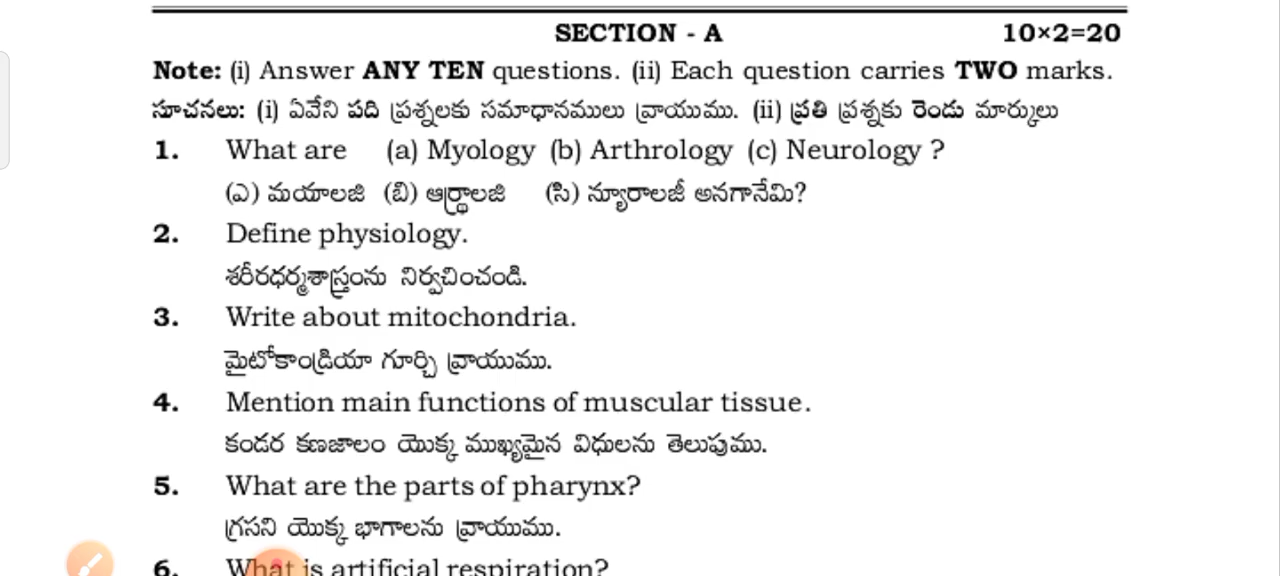 SECTION - A 10×2=20
Note: (i) Answer ANY TEN questions. (ii) Each question carries TWO marks.
సూచనలు: (i) ఏవేని పది ప్రశ్నలకు సమాధానములు వ్రాయుము. (ii) ప్రతి ప్రశ్నకు రెండు మార్కులు
1. What are (a) Myology (b) Arthrology (c) Neurology ?
(ఎ) మయాలజి (బి) ఆర్థ్రాలజి (సి) న్యూరాలజీ అనగానేమి?
2. Define physiology.
శరీరధర్మశాస్త్రంను నిర్వచించండి.
3. Write about mitochondria.
మైటోకాండ్రియా గూర్చి వ్రాయుము.
4. Mention main functions of muscular tissue.
కండర కణజాలం యొక్క ముఖ్యమైన విధులను తెలుపుము.
5. What are the parts of pharynx?
గ్రసని యొక్క భాగాలను వ్రాయుము.
6. What is artificial respiration?